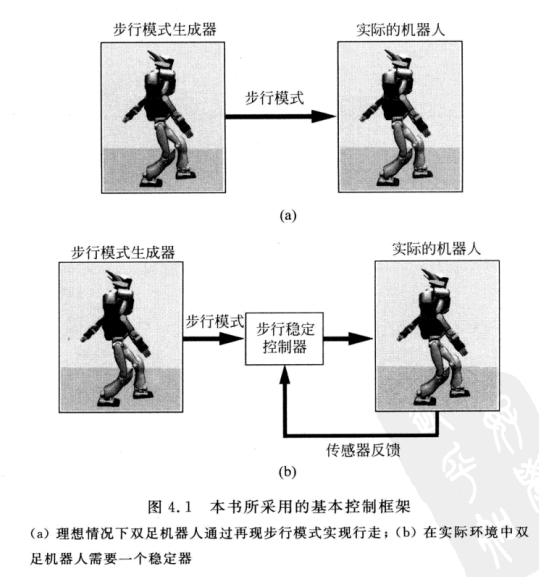 步行模式生成器 实际的机器人
步行模式
(a)
步行模式生成器 实际的机器人
步行模式
步行稳定
控制器
传感器反馈
(b)
图 4.1 本书所采用的基本控制框架
(a) 理想情况下双足机器人通过再现步行模式实现行走；(b) 在实际环境中双
足机器人需要一个稳定器